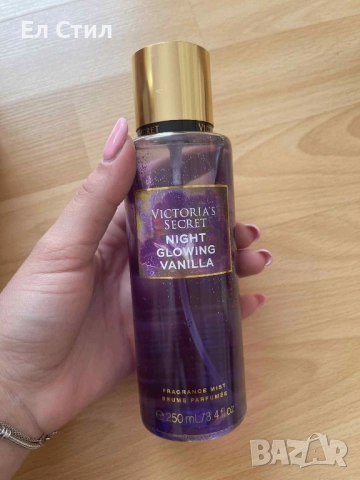 Ел Стил
VICTORIA'S
SECRET
NIGHT
GLOWING
VANILLA
FRAGRANCE MIST
BRUME PARFUMÉE
250 ml / 8.4 fl oz
BAZAR